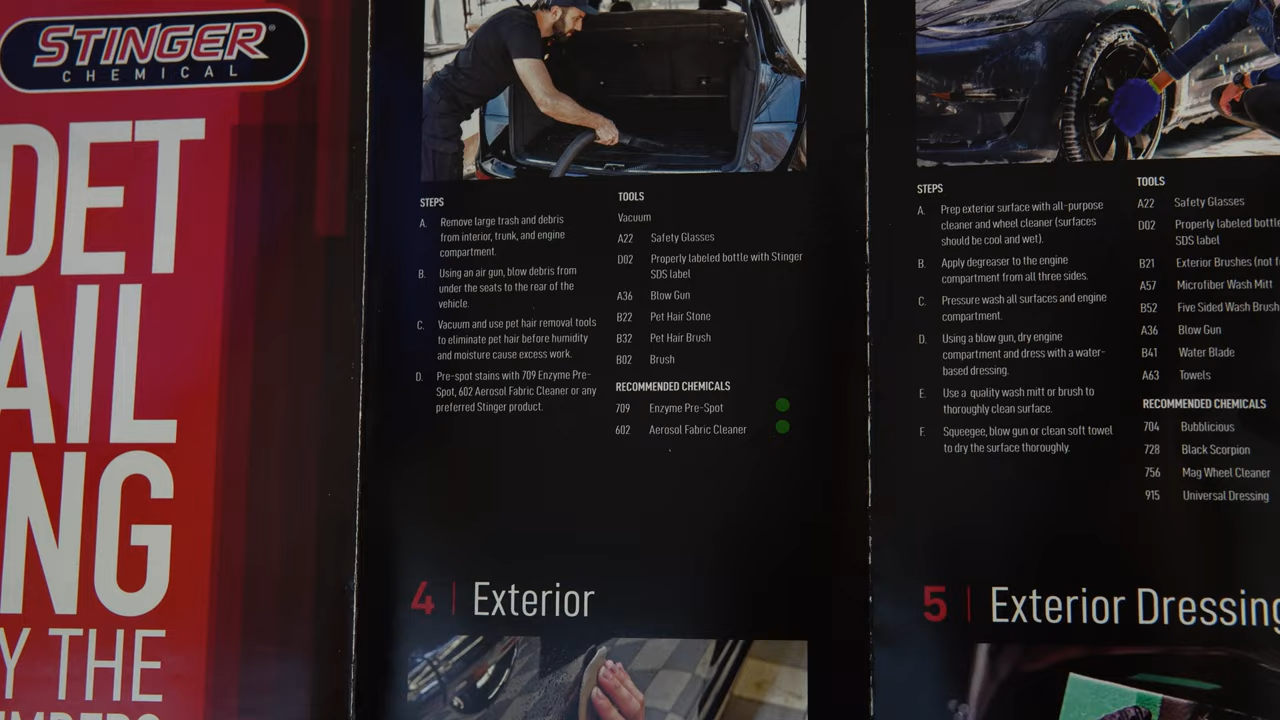 STINGER®
CHEMICAL
DET
AIL
ING
Y THE
STEPS
A. Remove large trash and debris
from interior, trunk, and engine
compartment.
B. Using an air gun, blow debris from
under the seats to the rear of the
vehicle.
C. Vacuum and use pet hair removal tools
to eliminate pet hair before humidity
and moisture cause excess work.
D. Pre-spot stains with 709 Enzyme Pre-
Spot, 602 Aerosol Fabric Cleaner or any
preferred Stinger product.
TOOLS
Vacuum
A22 Safety Glasses
D02 Properly labeled bottle with Stinger
SDS label
A36 Blow Gun
B22 Pet Hair Stone
B32 Pet Hair Brush
B02 Brush
RECOMMENDED CHEMICALS
709 Enzyme Pre-Spot
602 Aerosol Fabric Cleaner
4 | Exterior
STEPS
A. Prep exterior surface with all-purpose
cleaner and wheel cleaner (surfaces
should be cool and wet).
B. Apply degreaser to the engine
compartment from all three sides.
C. Pressure wash all surfaces and engine
compartment.
D. Using a blow gun, dry engine
compartment and dress with a water-
based dressing.
E. Use a quality wash mitt or brush to
thoroughly clean surface.
F. Squeegee, blow gun or clean soft towel
to dry the surface thoroughly.
TOOLS
A22 Safety Glasses
D02 Properly labeled bottle
SDS label
B21 Exterior Brushes (not
A57 Microfiber Wash Mitt
B52 Five Sided Wash Brush
A36 Blow Gun
B41 Water Blade
A63 Towels
RECOMMENDED CHEMICALS
704 Bubblicious
728 Black Scorpion
756 Mag Wheel Cleaner
915 Universal Dressing
5 | Exterior Dressing